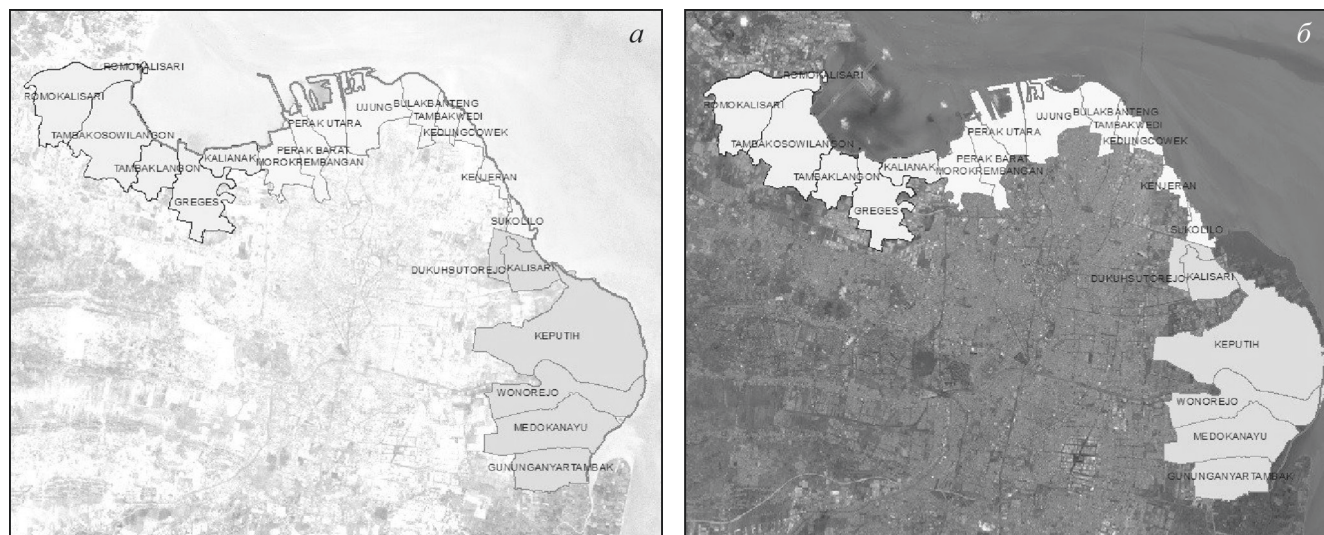 а
ROMOKALISARI
ROMOKALISARI
TAMBAKOSOWILANGON
TAMBAKLANGON
GREGES
KALIANAK
PERAK UTARA
PERAK BARAT
MOROKREMBANGAN
UJUNG
BULAKBANTENG
TAMBAKWEDI
KEDUNGCOWEK
KENJERAN
SUKOLILO
DUKUHSUTOREJO
KALISARI
KEPUTIH
WONOREJO
MEDOKANAYU
GUNUNGANYARTAMBAK
б
ROMOKALISARI
ROMOKALISARI
TAMBAKOSOWILANGON
TAMBAKLANGON
GREGES
KALIANAK
PERAK UTARA
PERAK BARAT
MOROKREMBANGAN
UJUNG
BULAKBANTENG
TAMBAKWEDI
KEDUNGCOWEK
KENJERAN
SUKOLILO
DUKUHSUTOREJO
KALISARI
KEPUTIH
WONOREJO
MEDOKANAYU
GUNUNGANYARTAMBAK